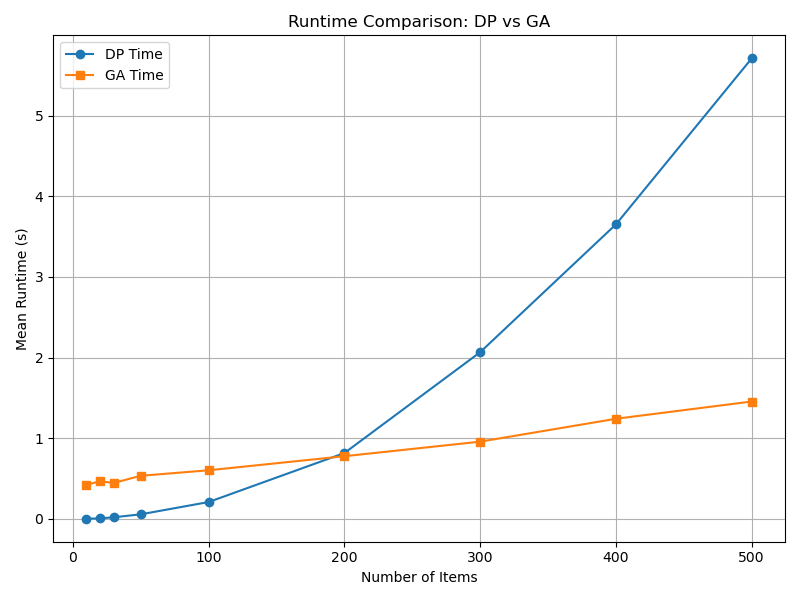 Runtime Comparison: DP vs GA
DP Time
GA Time
Mean Runtime (s)
5
4
3
2
1
0
0 100 200 300 400 500
Number of Items